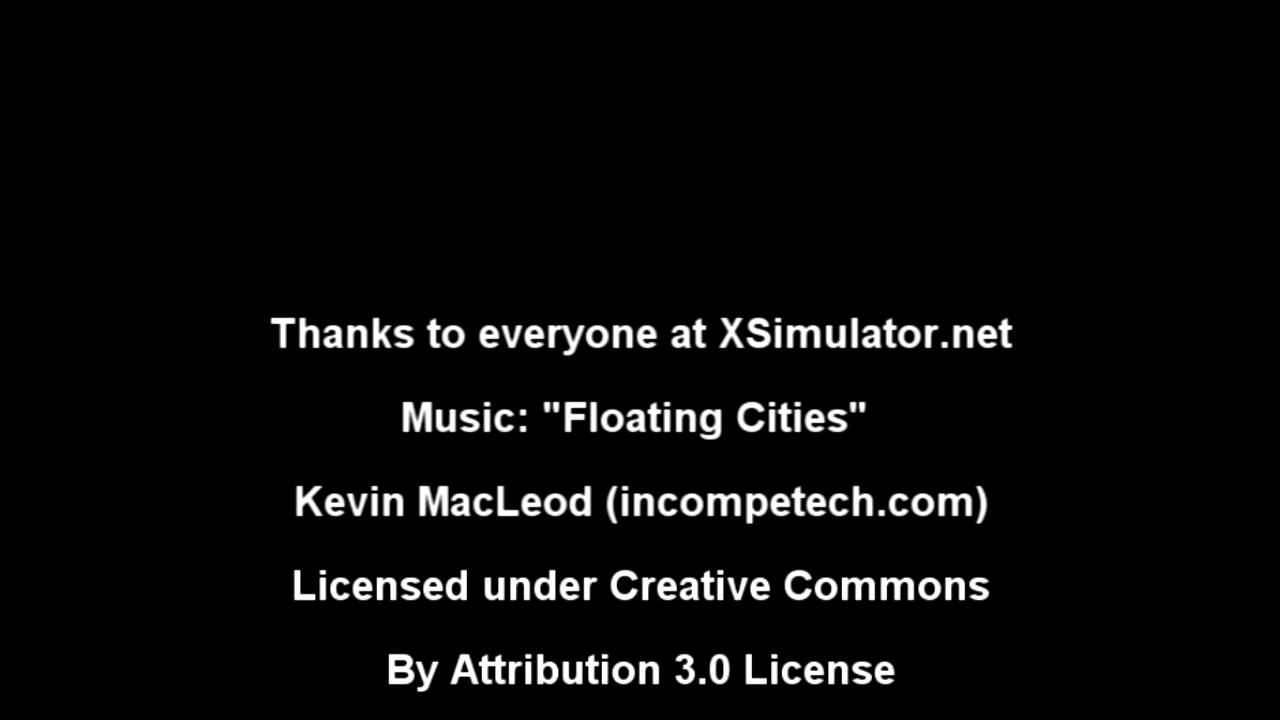 Thanks to everyone at XSimulator.net
Music: "Floating Cities"
Kevin MacLeod (incompetech.com)
Licensed under Creative Commons
By Attribution 3.0 License